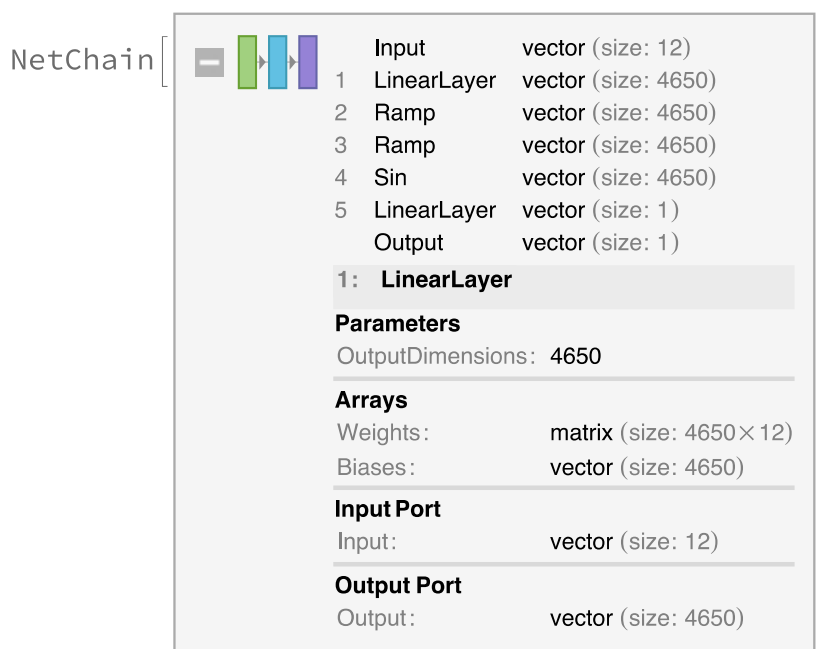 NetChain[
Input vector (size: 12)
1 LinearLayer vector (size: 4650)
2 Ramp vector (size: 4650)
3 Ramp vector (size: 4650)
4 Sin vector (size: 4650)
5 LinearLayer vector (size: 1)
Output vector (size: 1)
1: LinearLayer
Parameters
OutputDimensions: 4650
Arrays
Weights: matrix (size: 4650×12)
Biases: vector (size: 4650)
Input Port
Input: vector (size: 12)
Output Port
Output: vector (size: 4650)